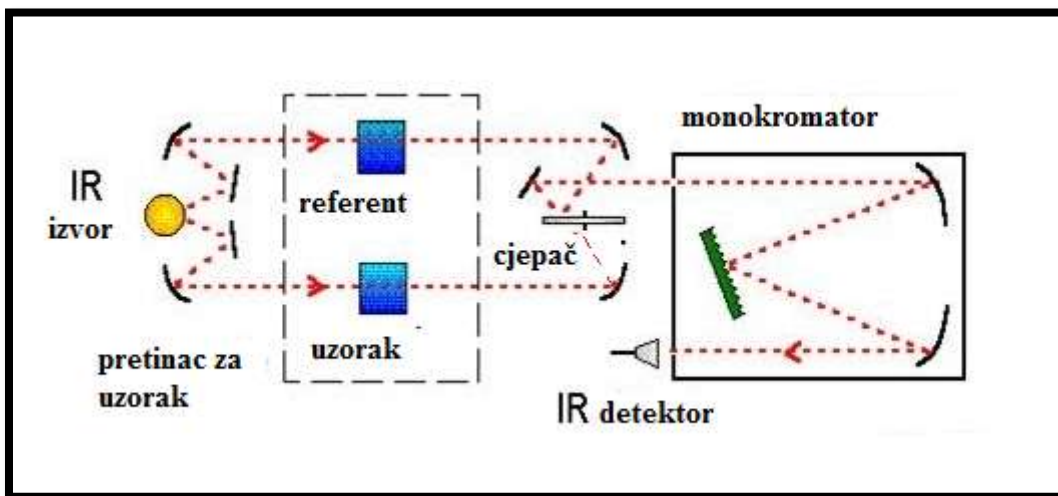 monokromator
IR
izvor
referent
cjepač
uzorak
pretinac za
uzorak
IR detektor